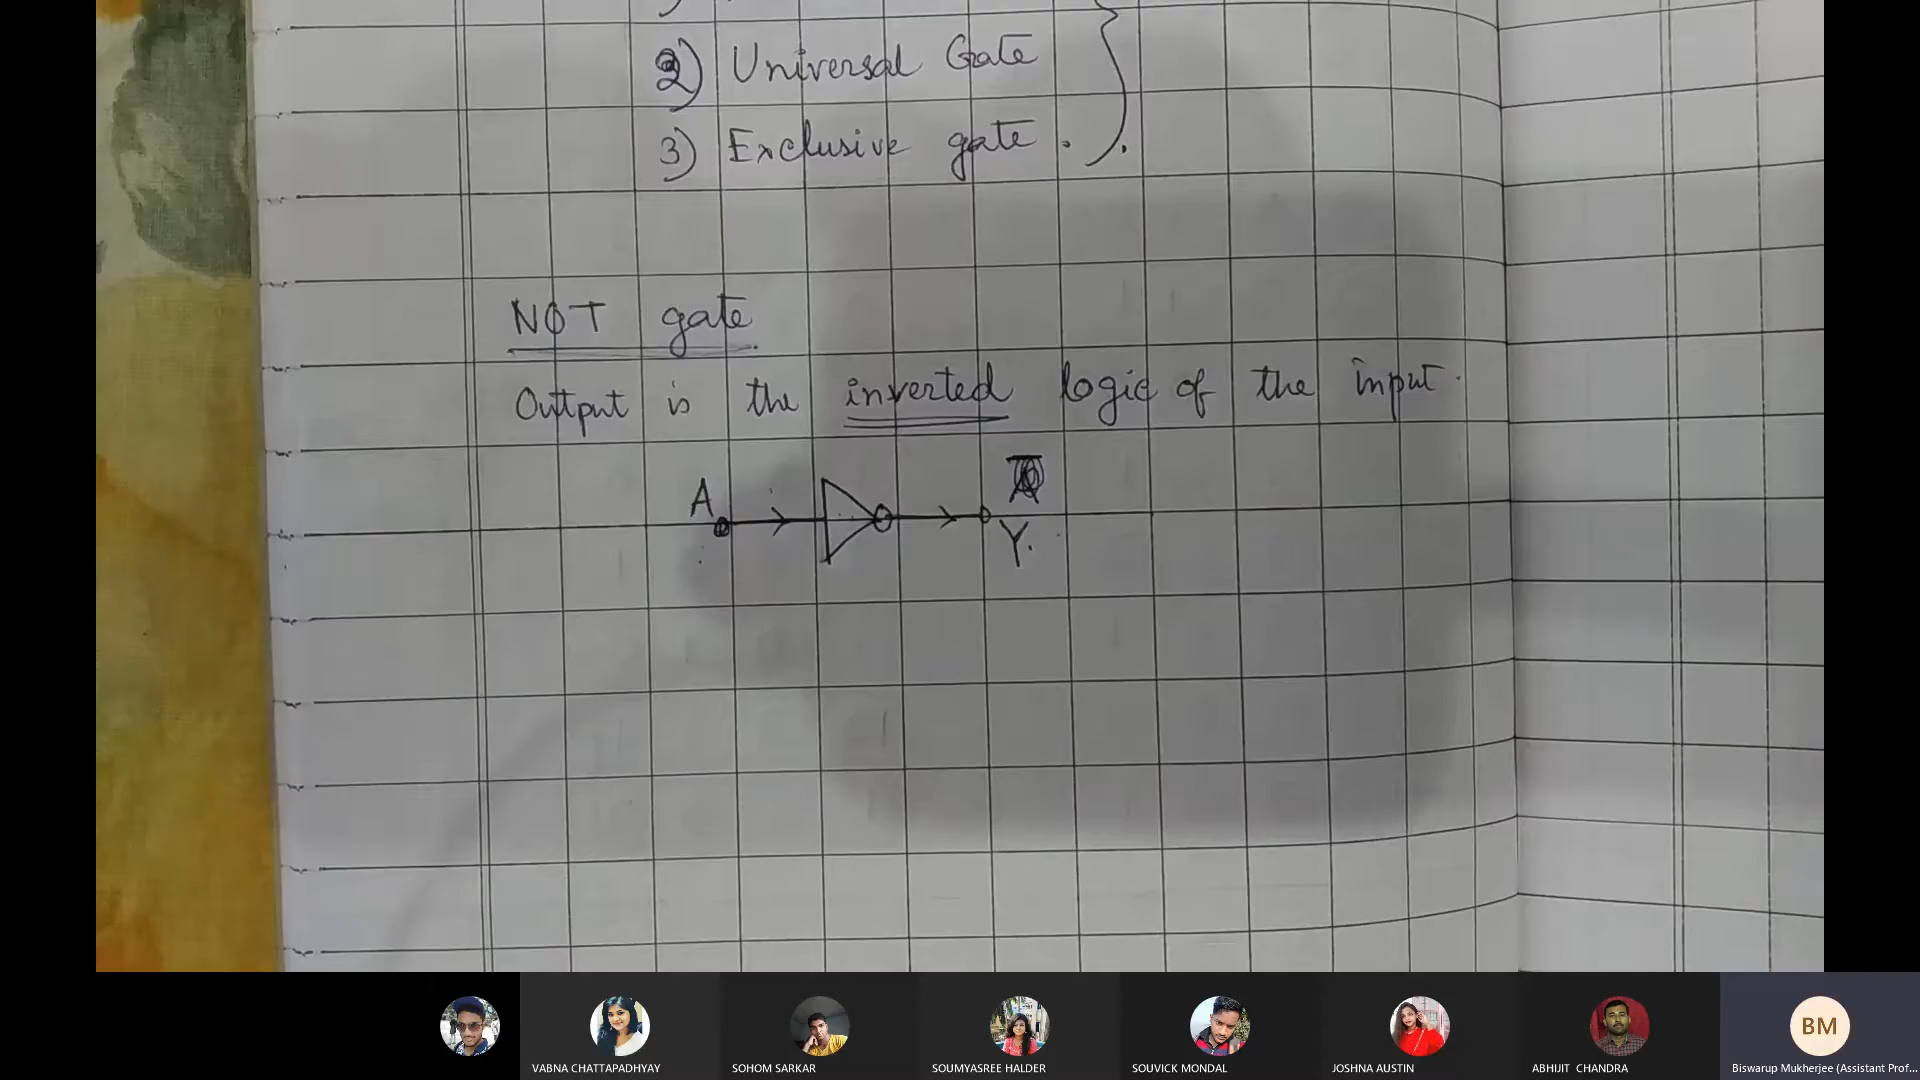 2) Universal Gate
3) Exclusive gate.
NOT gate
Output is the inverted logic of the input.
A
Y.
VABNA CHATTAPADHYAY
SOHOM SARKAR
SOUMYASREE HALDER
SOUVICK MONDAL
JOSHNA AUSTIN
ABHIJIT CHANDRA
BM
Biswarup Mukherjee (Assistant Prof...